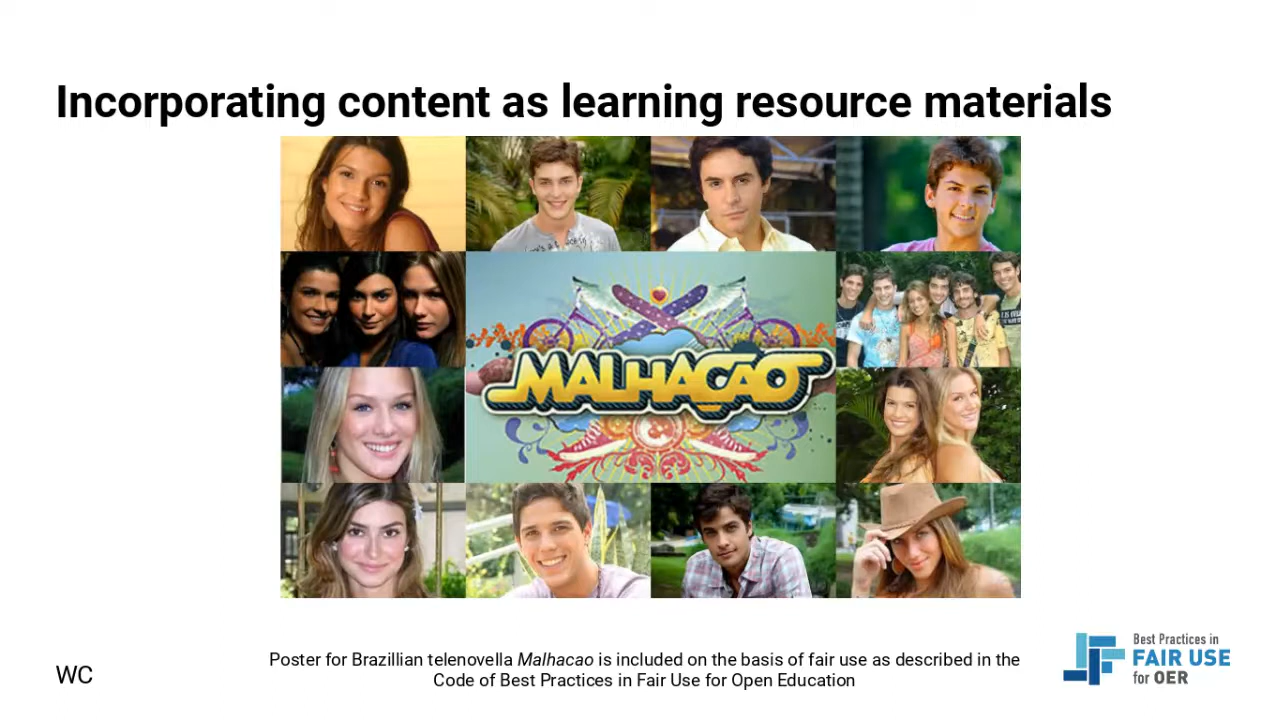 Incorporating content as learning resource materials
MALHAÇÃO
WC
Poster for Brazillian telenovella Malhacao is included on the basis of fair use as described in the
Code of Best Practices in Fair Use for Open Education
Best Practices in
FAIR USE
for OER